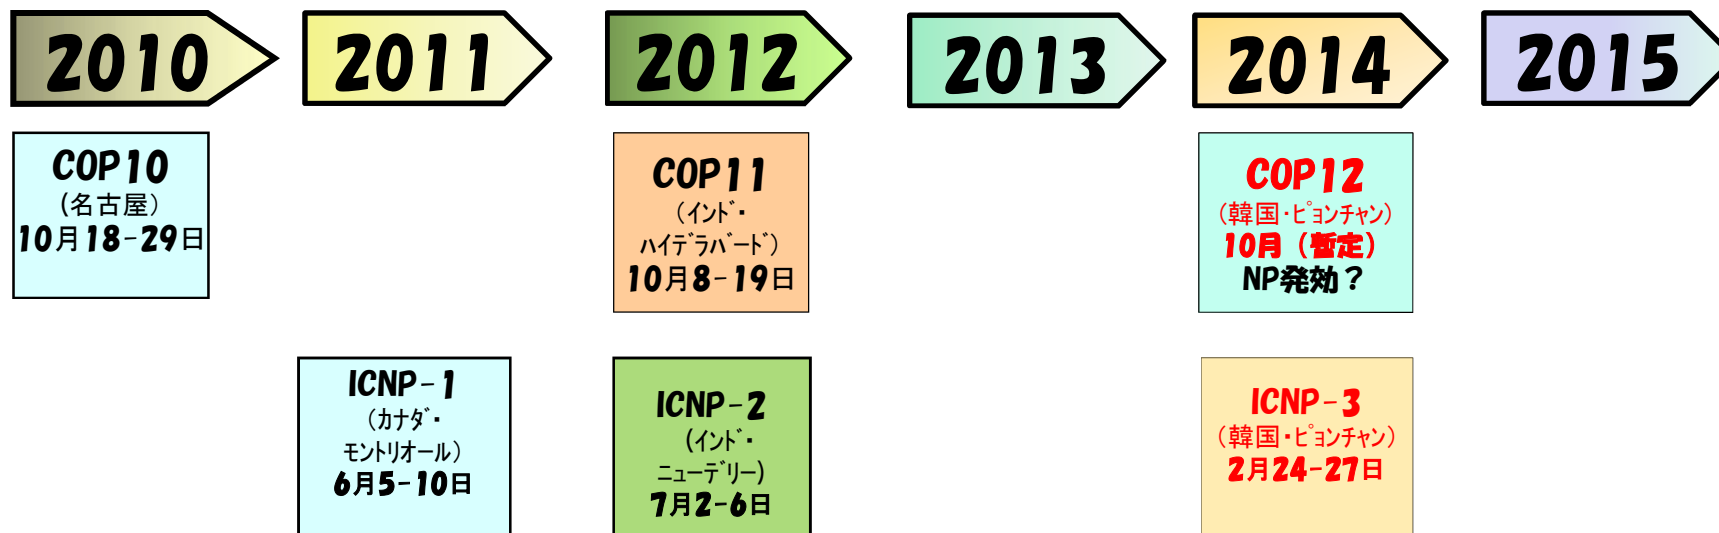 2010
2011
2012
2013
2014
2015
COP10
(名古屋)
10月18-29日
COP11
(インド・
ハイデラバード)
10月8-19日
COP12
(韓国・ピョンチャン)
10月(暫定)
NP発効?
ICNP-1
(カナダ・
モントリオール)
6月5-10日
ICNP-2
(インド・
ニューデリー)
7月2-6日
ICNP-3
(韓国・ピョンチャン)
2月24-27日